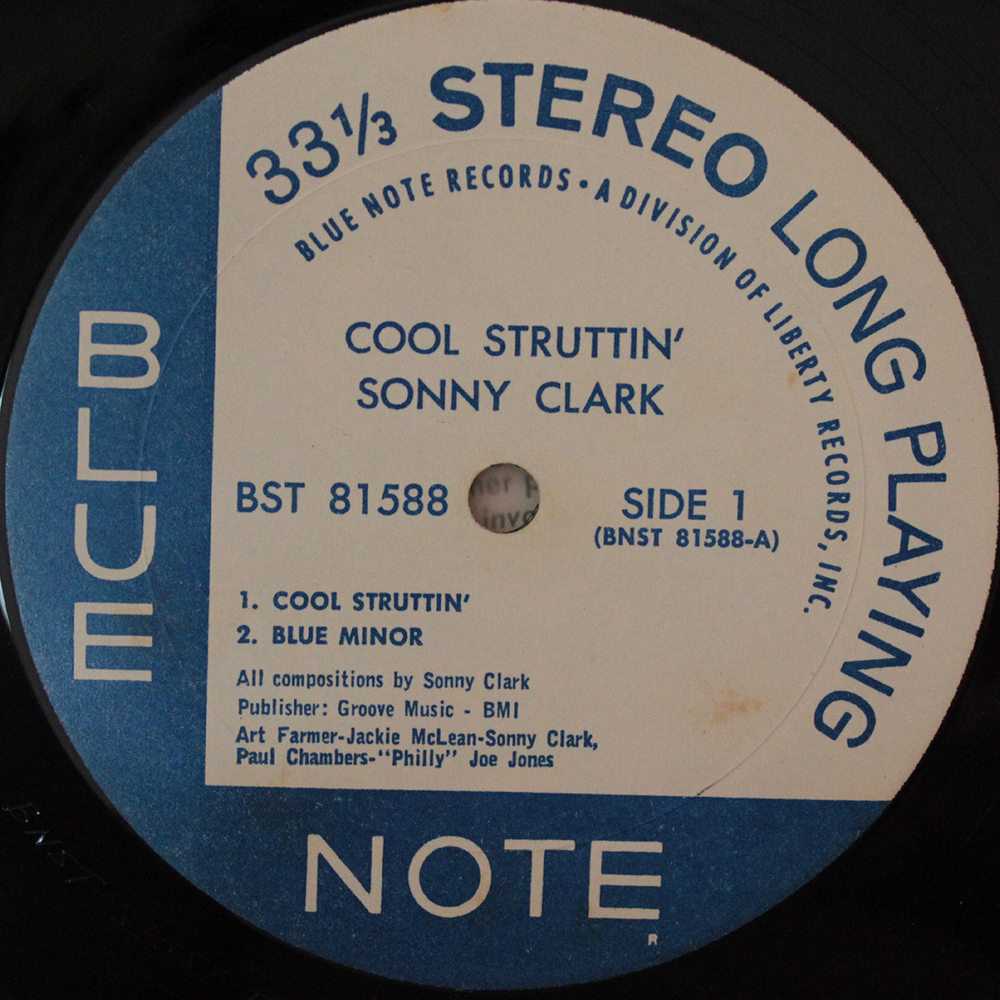 33⅓ STEREO LONG PLAYING
BLUE NOTE RECORDS • A DIVISION OF LIBERTY RECORDS, INC.
COOL STRUTTIN'
SONNY CLARK
BST 81588
SIDE 1
(BNST 81588-A)
1. COOL STRUTTIN'
2. BLUE MINOR
All compositions by Sonny Clark
Publisher: Groove Music - BMI
Art Farmer-Jackie McLean-Sonny Clark,
Paul Chambers-"Philly" Joe Jones
BLUE
NOTE
R
BNST